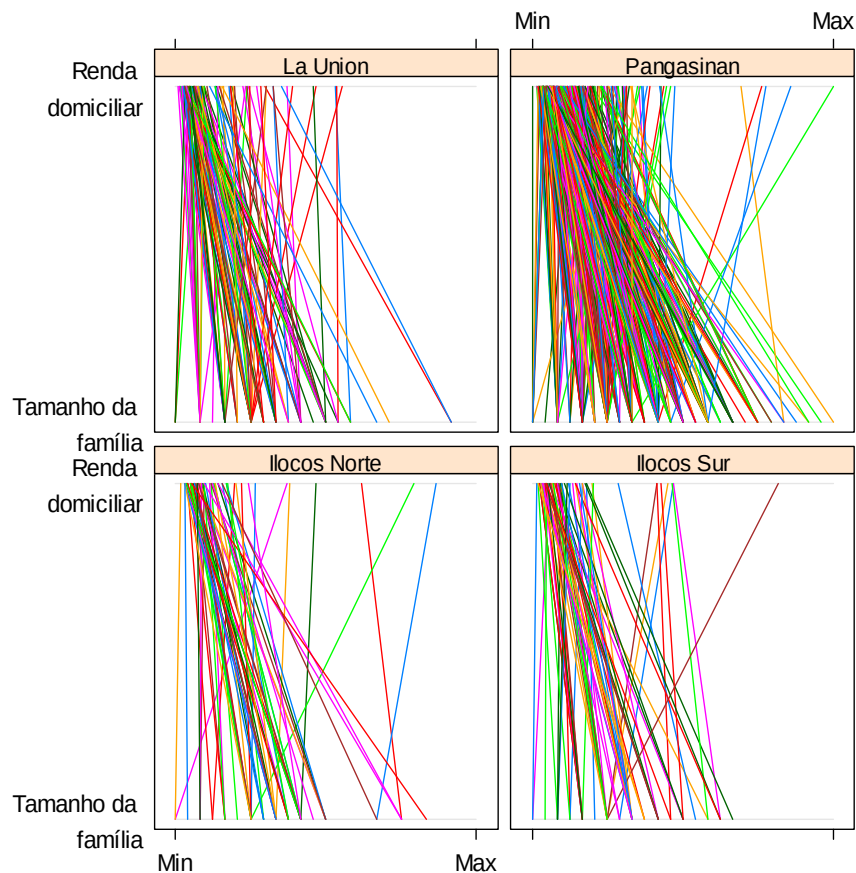 Min Max
La Union Pangasinan
Renda
domiciliar
Tamanho da
família
Ilocos Norte Ilocos Sur
Renda
domiciliar
Tamanho da
família
Min Max